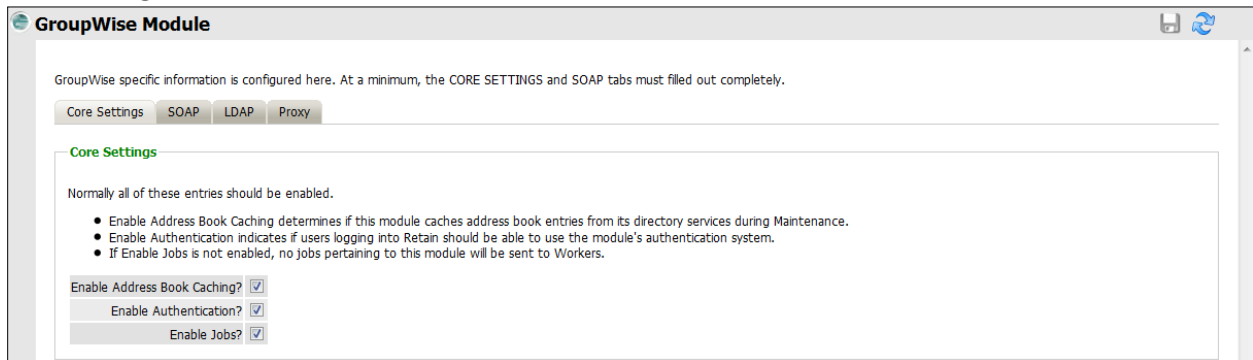 GroupWise Module
GroupWise specific information is configured here. At a minimum, the CORE SETTINGS and SOAP tabs must filled out completely.
Core Settings SOAP LDAP Proxy
Core Settings
Normally all of these entries should be enabled.
• Enable Address Book Caching determines if this module caches address book entries from its directory services during Maintenance.
• Enable Authentication indicates if users logging into Retain should be able to use the module's authentication system.
• If Enable Jobs is not enabled, no jobs pertaining to this module will be sent to Workers.
Enable Address Book Caching?
Enable Authentication?
Enable Jobs?